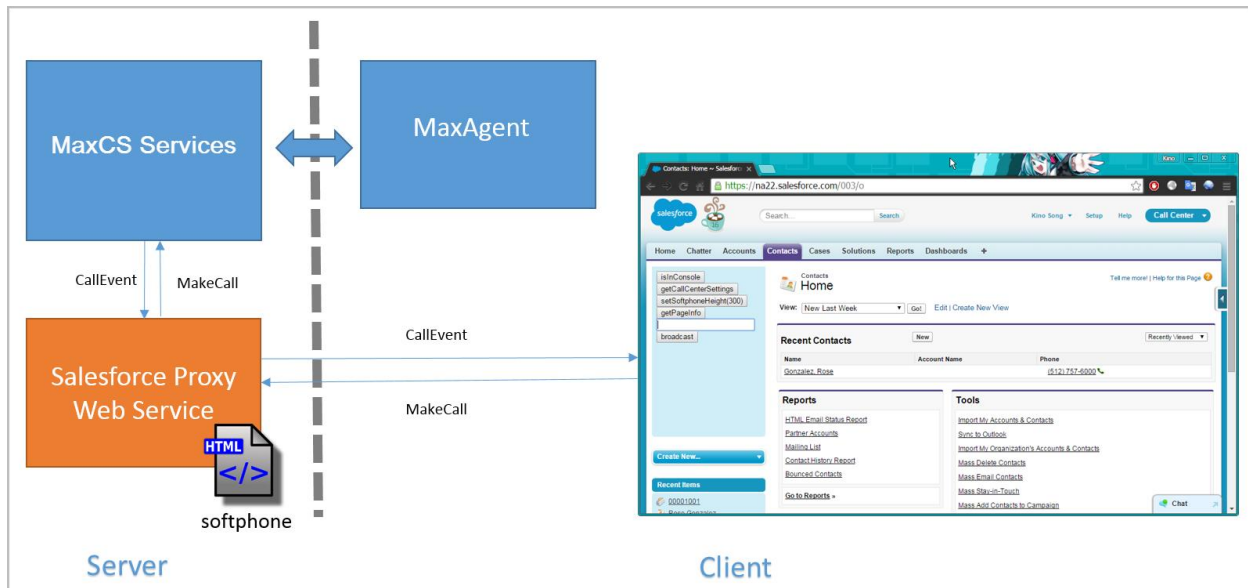 MaxCS Services
MaxAgent
CallEvent
MakeCall
Salesforce Proxy
Web Service
HTML
</>
softphone
CallEvent
MakeCall
Server
Client
Contacts: Home ~ Salesforc
Kino
https://na22.salesforce.com/003/o
salesforce
Search...
Search
Kino Song
Setup
Help
Call Center
Home Chatter Accounts Contacts Cases Solutions Reports Dashboards +
isInConsole
getCallCenterSettings
setSoftphoneHeight(300)
getPageInfo
broadcast
Create New...
Recent Items
00001001
Rose Gonzalez
Contacts
Home
Tell me more! | Help for this Page
View: New Last Week Go! Edit | Create New View
Recent Contacts New Recently Viewed
Name Account Name Phone
Gonzalez, Rose (512) 757-6000
Reports
HTML Email Status Report
Partner Accounts
Mailing List
Contact History Report
Bounced Contacts
Go to Reports »
Tools
Import My Accounts & Contacts
Sync to Outlook
Import My Organization's Accounts & Contacts
Mass Delete Contacts
Mass Email Contacts
Mass Stay-in-Touch
Mass Add Contacts to Campaign
Chat